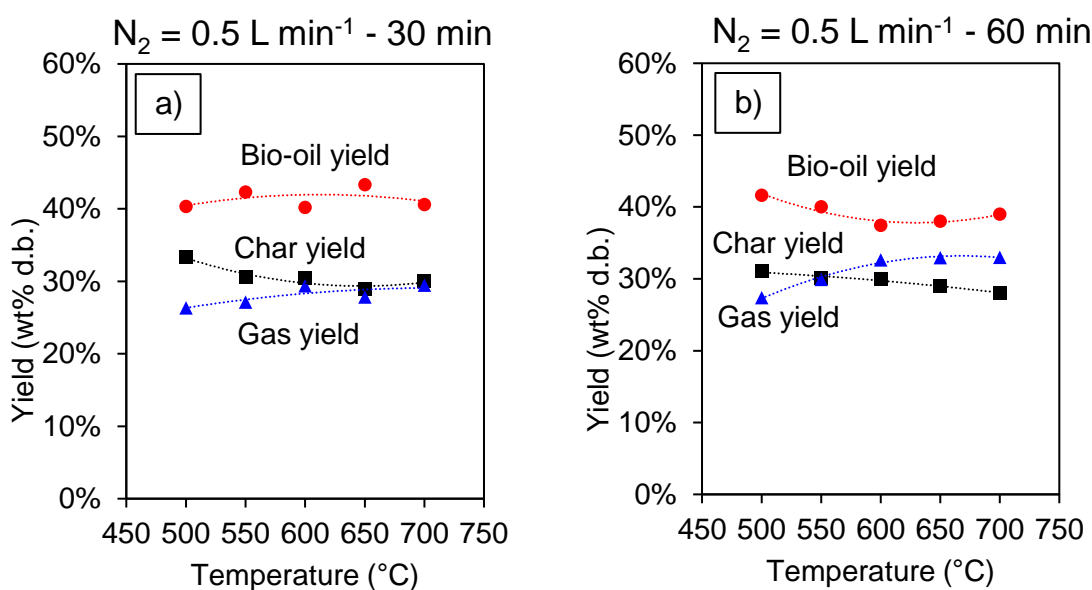 N₂ = 0.5 L min⁻¹ - 30 min
60%
50%
40%
30%
20%
10%
0%
a)
Bio-oil yield
Char yield
Gas yield
450 500 550 600 650 700 750
Temperature (°C)
Yield (wt% d.b.)
N₂ = 0.5 L min⁻¹ - 60 min
60%
50%
40%
30%
20%
10%
0%
b)
Bio-oil yield
Char yield
Gas yield
450 500 550 600 650 700 750
Temperature (°C)
Yield (wt% d.b.)